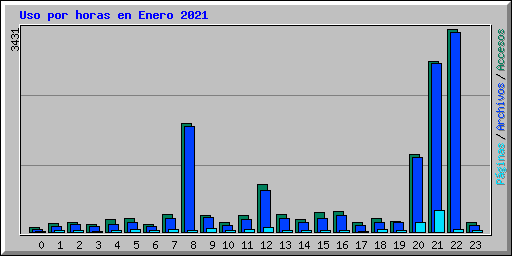 Uso por horas en Enero 2021
3431
Páginas / Archivos / Accesos
0 1 2 3 4 5 6 7 8 9 10 11 12 13 14 15 16 17 18 19 20 21 22 23